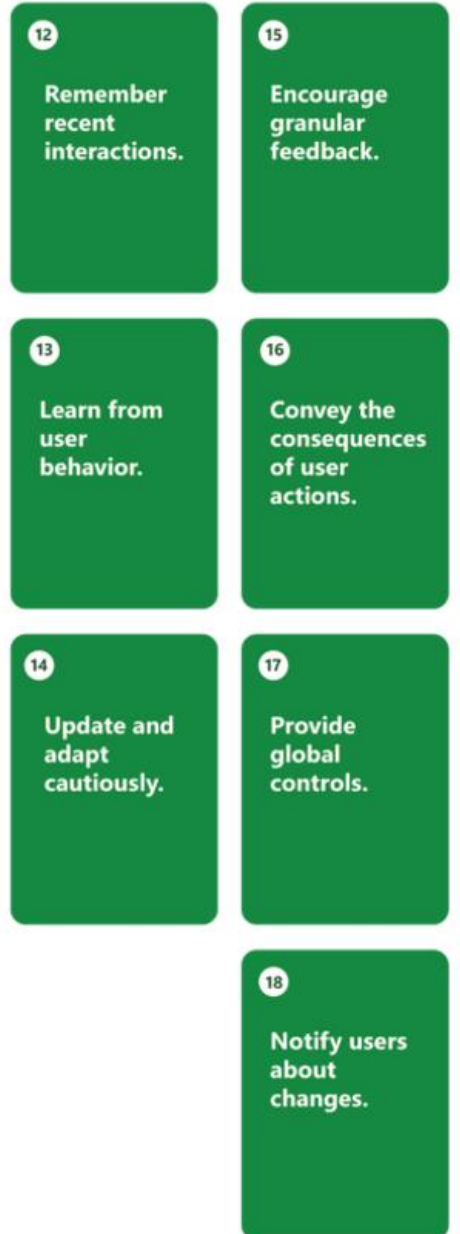 12
Remember
recent
interactions.
13
Learn from
user
behavior.
14
Update and
adapt
cautiously.
15
Encourage
granular
feedback.
16
Convey the
consequences
of user
actions.
17
Provide
global
controls.
18
Notify users
about
changes.